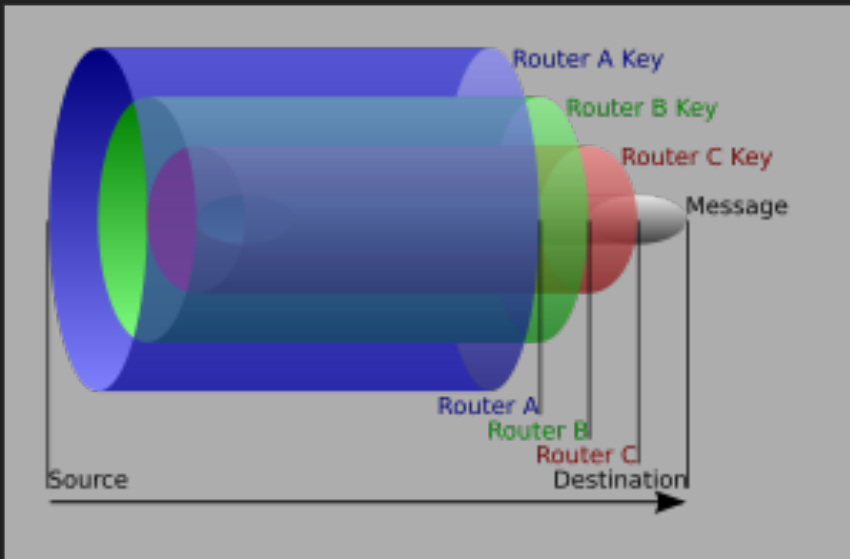 Router A Key
Router B Key
Router C Key
Message
Router A
Router B
Router C
Source
Destination